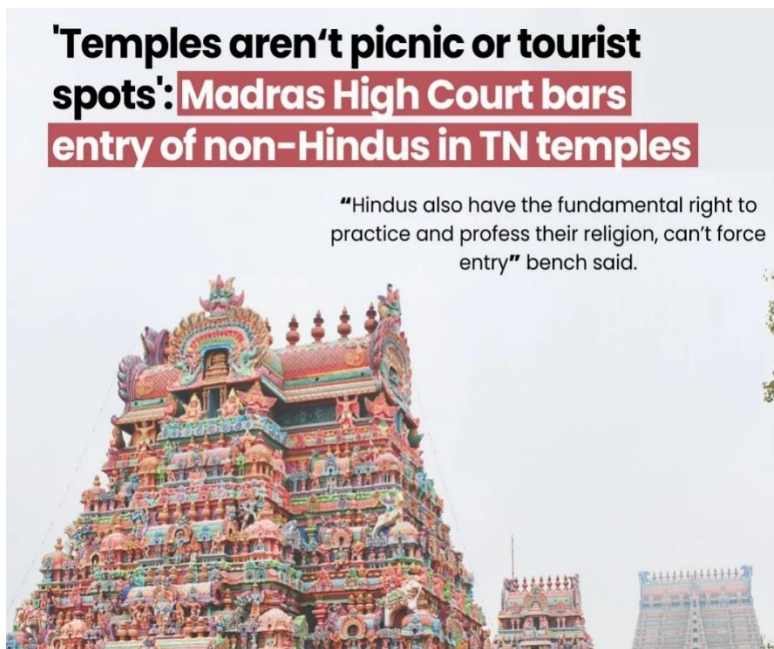 'Temples aren‘t picnic or tourist
spots': Madras High Court bars
entry of non-Hindus in TN temples
“Hindus also have the fundamental right to
practice and profess their religion, can’t force
entry” bench said.